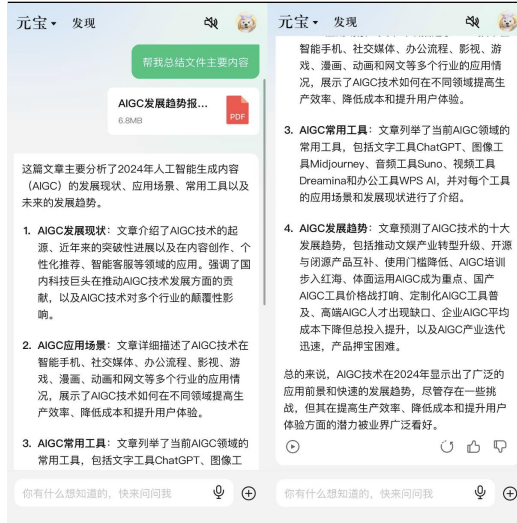 元宝 发现
帮我总结文件主要内容
AIGC发展趋势报...
6.8MB
PDF
这篇文章主要分析了2024年人工智能生成内容
（AIGC）的发展现状、应用场景、常用工具以及
未来的发展趋势。
1. AIGC发展现状：文章介绍了AIGC技术的起
源、近年来的突破性进展以及在内容创作、个
性化推荐、智能客服等领域的应用。强调了国
内科技巨头在推动AIGC技术发展方面的贡
献，以及AIGC技术对多个行业的颠覆性影
响。
2. AIGC应用场景：文章详细描述了AIGC技术在
智能手机、社交媒体、办公流程、影视、游
戏、漫画、动画和网文等多个行业的应用情
况，展示了AIGC技术如何在不同领域提高生
产效率、降低成本和提升用户体验。
3. AIGC常用工具：文章列举了当前AIGC领域的
常用工具，包括文字工具ChatGPT、图像工
你有什么想知道的，快来问问我
元宝 发现
智能手机、社交媒体、办公流程、影视、游
戏、漫画、动画和网文等多个行业的应用情
况，展示了AIGC技术如何在不同领域提高生
产效率、降低成本和提升用户体验。
3. AIGC常用工具：文章列举了当前AIGC领域的
常用工具，包括文字工具ChatGPT、图像工
具Midjourney、音频工具Suno、视频工具
Dreamina和办公工具WPS AI，并对每个工具
的应用场景和发展现状进行了介绍。
4. AIGC发展趋势：文章预测了AIGC技术的十大
发展趋势，包括推动文娱产业转型升级、开源
与闭源产品互补、使用门槛降低、AIGC培训
步入红海、体面运用AIGC成为重点、国产
AIGC工具价格战打响、定制化AIGC工具普
及、高端AIGC人才出现缺口、企业AIGC平均
成本下降但总投入提升，以及AIGC产业迭代
迅速，产品押宝困难。
总的来说，AIGC技术在2024年显示出了广泛的
应用前景和快速的发展趋势，尽管存在一些挑
战，但其在提高生产效率、降低成本和提升用户
体验方面的潜力被业界广泛看好。
你有什么想知道的，快来问问我